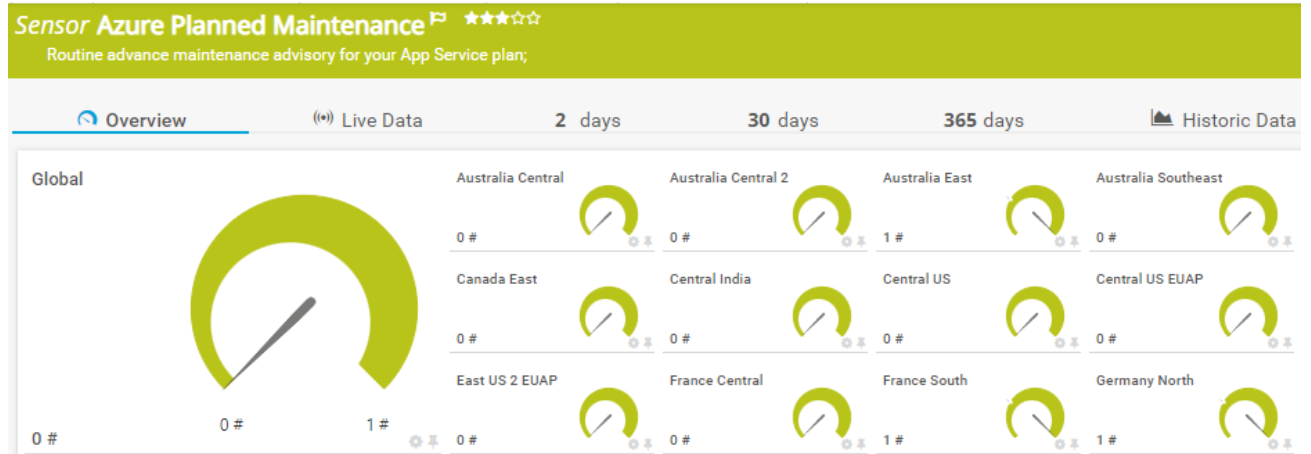 Sensor Azure Planned Maintenance
Routine advance maintenance advisory for your App Service plan;
Overview
Live Data
2 days
30 days
365 days
Historic Data
Global
0 #
1 #
0 #
Australia Central
0 #
Australia Central 2
0 #
Australia East
1 #
Australia Southeast
0 #
Canada East
0 #
Central India
0 #
Central US
0 #
Central US EUAP
0 #
East US 2 EUAP
0 #
France Central
0 #
France South
1 #
Germany North
1 #